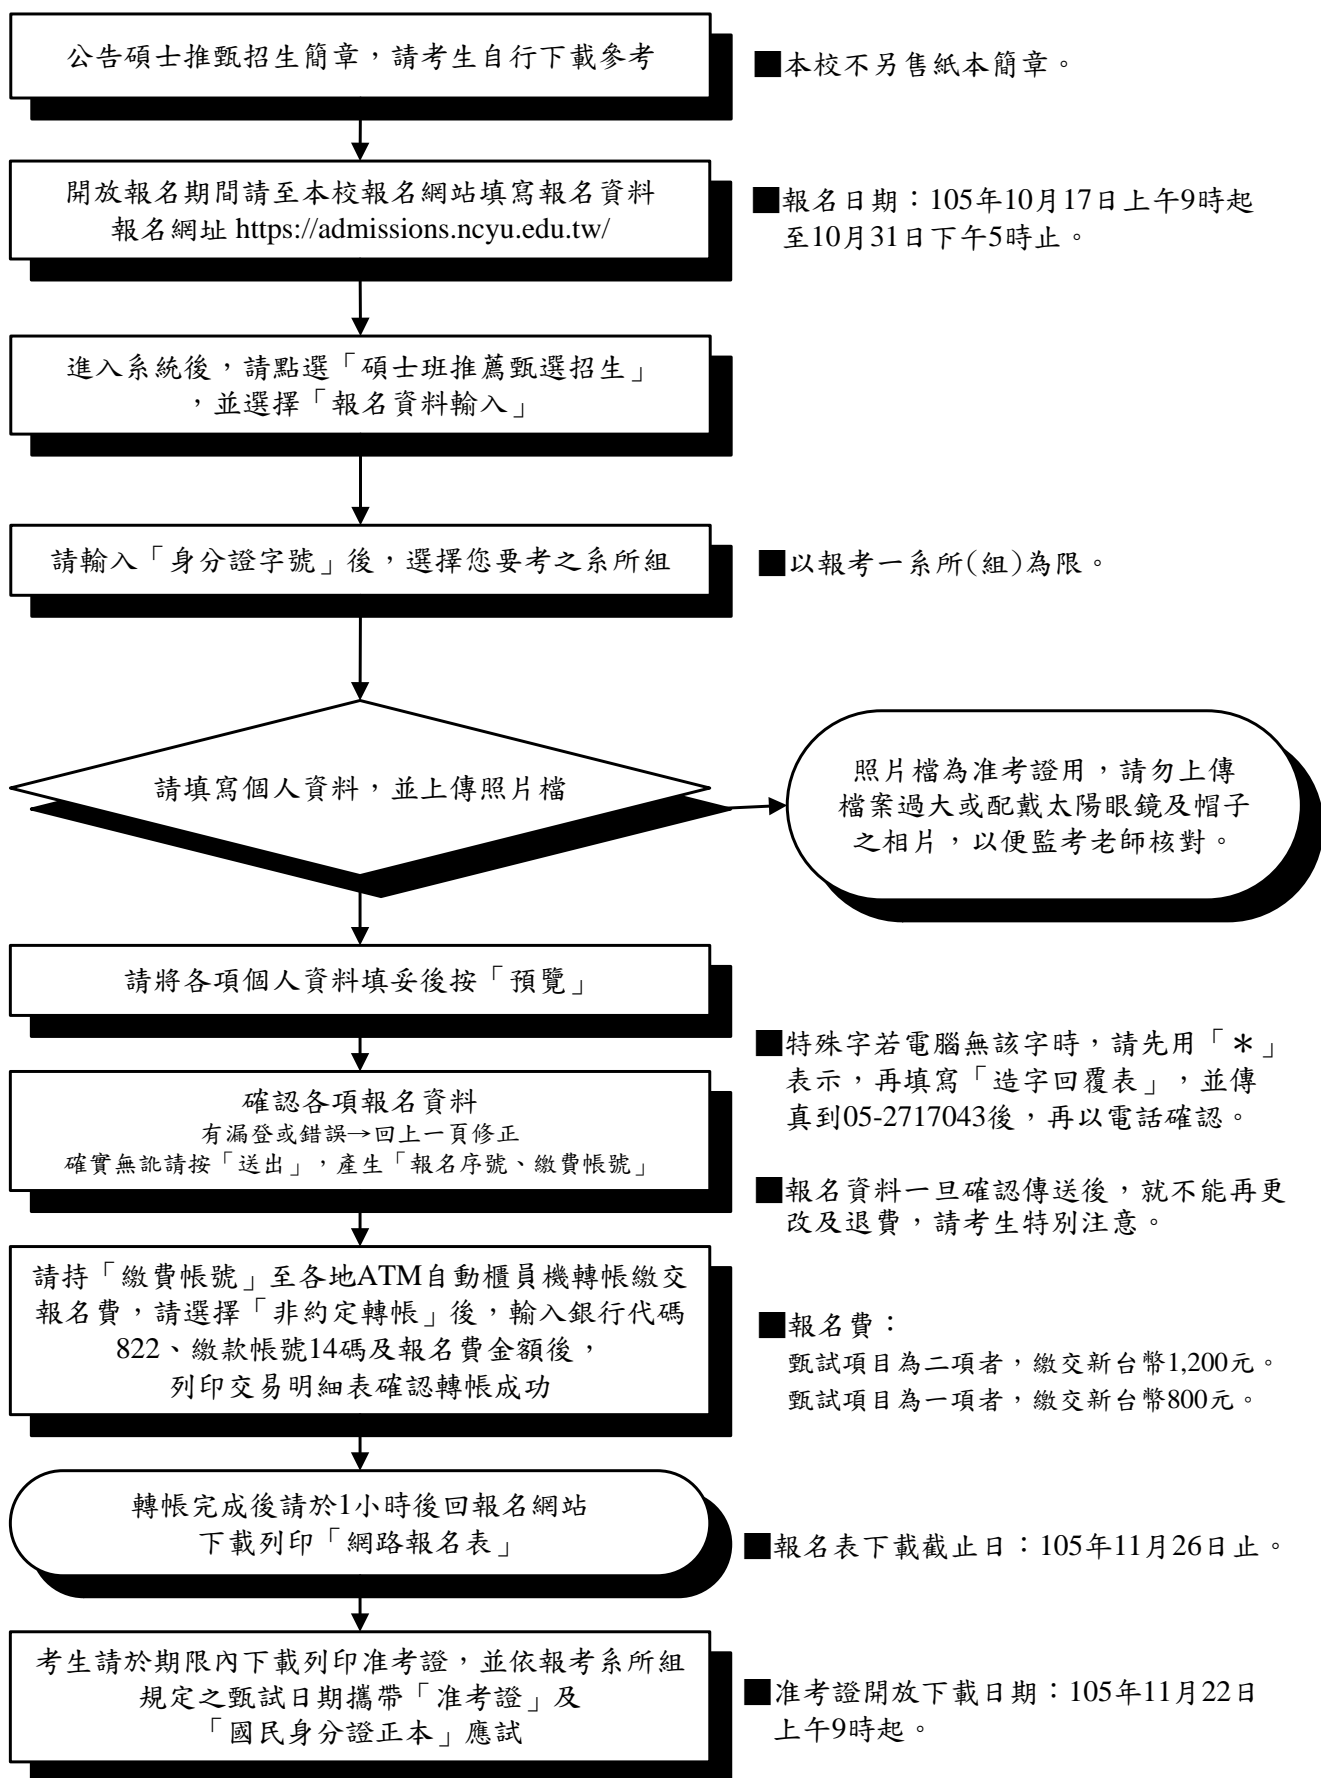 公告碩士推甄招生簡章，請考生自行下載參考
■本校不另售紙本簡章。
開放報名期間請至本校報名網站填寫報名資料
報名網址 https://admissions.ncyu.edu.tw/
■報名日期：105年10月17日上午9時起
至10月31日下午5時止。
進入系統後，請點選「碩士班推薦甄選招生」
，並選擇「報名資料輸入」
請輸入「身分證字號」後，選擇您要考之系所組
■以報考一系所(組)為限。
請填寫個人資料，並上傳照片檔
照片檔為准考證用，請勿上傳
檔案過大或配戴太陽眼鏡及帽子
之相片，以便監考老師核對。
請將各項個人資料填妥後按「預覽」
■特殊字若電腦無該字時，請先用「＊」
表示，再填寫「造字回覆表」，並傳
真到05-2717043後，再以電話確認。
確認各項報名資料
有漏登或錯誤→回上一頁修正
確實無訛請按「送出」，產生「報名序號、繳費帳號」
■報名資料一旦確認傳送後，就不能再更
改及退費，請考生特別注意。
請持「繳費帳號」至各地ATM自動櫃員機轉帳繳交
報名費，請選擇「非約定轉帳」後，輸入銀行代碼
822、繳款帳號14碼及報名費金額後，
列印交易明細表確認轉帳成功
■報名費：
甄試項目為二項者，繳交新台幣1,200元。
甄試項目為一項者，繳交新台幣800元。
轉帳完成後請於1小時後回報名網站
下載列印「網路報名表」
■報名表下載截止日：105年11月26日止。
考生請於期限內下載列印准考證，並依報考系所組
規定之甄試日期攜帶「准考證」及
「國民身分證正本」應試
■准考證開放下載日期：105年11月22日
上午9時起。